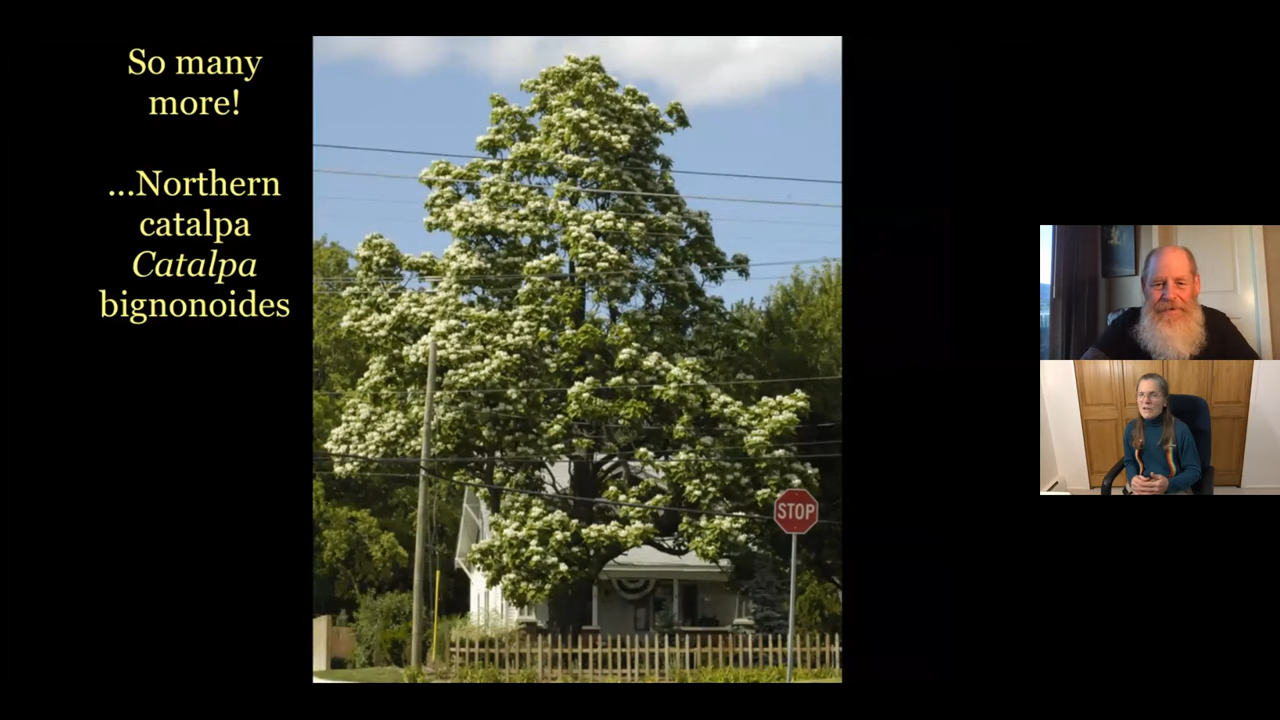 So many
more!
...Northern
catalpa
Catalpa
bignonoides
STOP